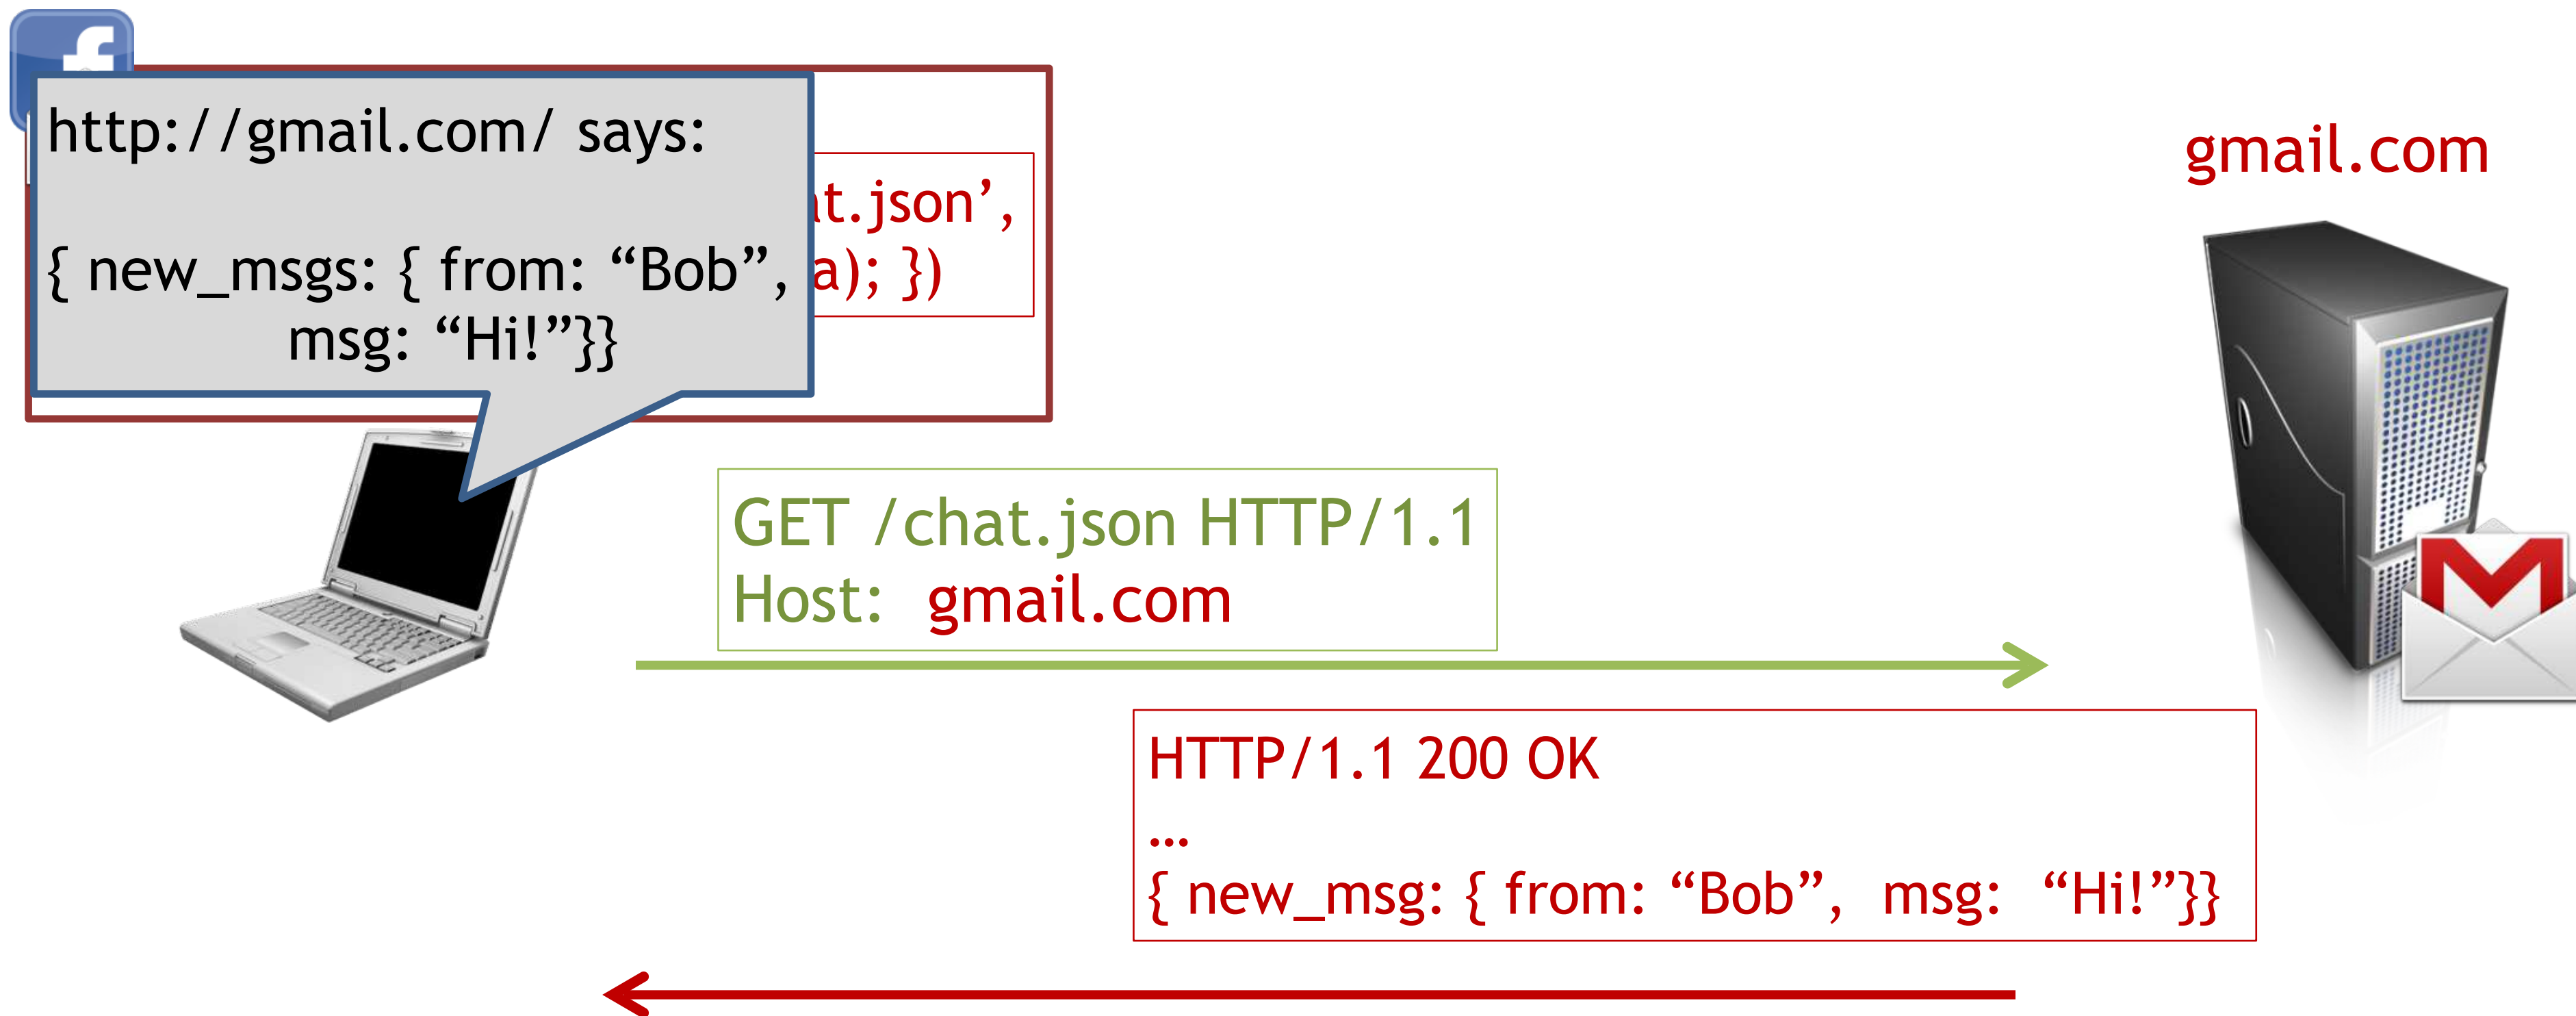 http://gmail.com/ says:
{ new_msgs: { from: “Bob”,
msg: “Hi!”}}
t.json’,
a); })
gmail.com
GET /chat.json HTTP/1.1
Host: gmail.com
HTTP/1.1 200 OK
…
{ new_msg: { from: “Bob”, msg: “Hi!”}}